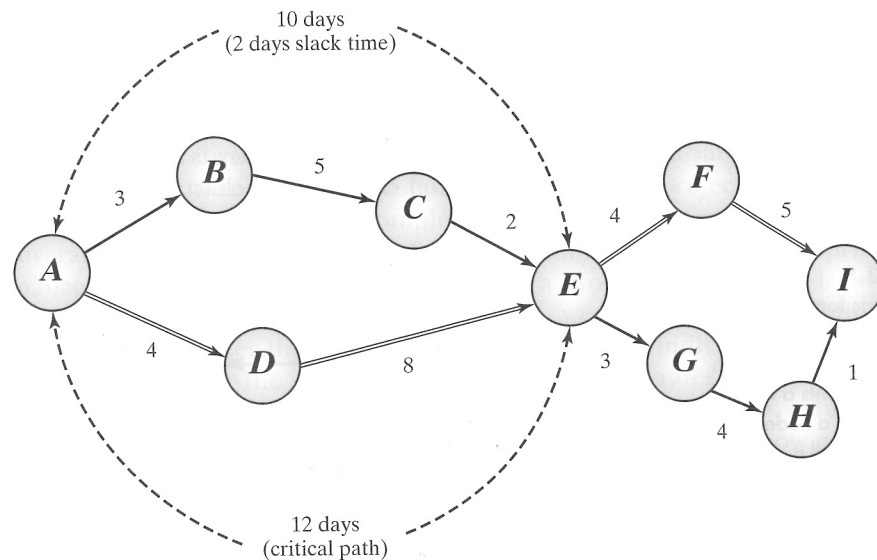 10 days
(2 days slack time)
B
F
5
3
4
5
C
2
A
E
I
4
D
8
3
G
1
4
H
12 days
(critical path)